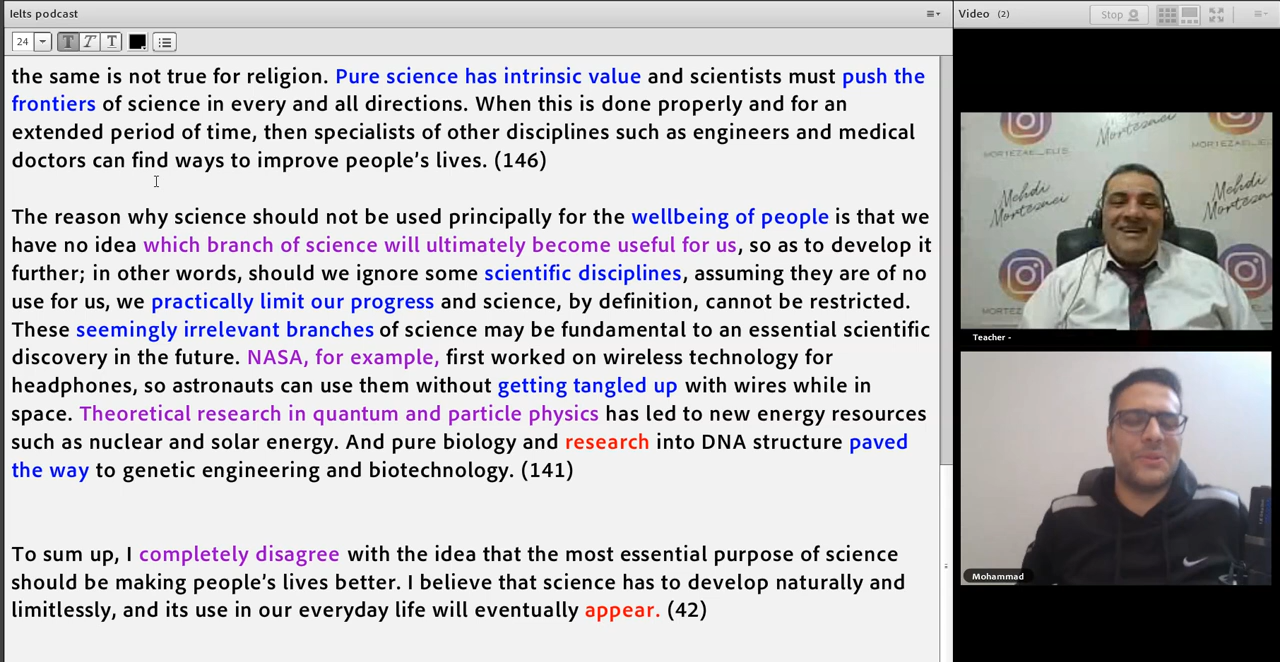 Ielts podcast
Video (2)
Stop
24
T T T
the same is not true for religion. Pure science has intrinsic value and scientists must push the
frontiers of science in every and all directions. When this is done properly and for an
extended period of time, then specialists of other disciplines such as engineers and medical
doctors can find ways to improve people's lives. (146)
The reason why science should not be used principally for the wellbeing of people is that we
have no idea which branch of science will ultimately become useful for us, so as to develop it
further; in other words, should we ignore some scientific disciplines, assuming they are of no
use for us, we practically limit our progress and science, by definition, cannot be restricted.
These seemingly irrelevant branches of science may be fundamental to an essential scientific
discovery in the future. NASA, for example, first worked on wireless technology for
headphones, so astronauts can use them without getting tangled up with wires while in
space. Theoretical research in quantum and particle physics has led to new energy resources
such as nuclear and solar energy. And pure biology and research into DNA structure paved
the way to genetic engineering and biotechnology. (141)
To sum up, I completely disagree with the idea that the most essential purpose of science
should be making people's lives better. I believe that science has to develop naturally and
limitlessly, and its use in our everyday life will eventually appear. (42)
MORTEZAE_ELIS
Mehdi
Mortezaei
Mehdi
Mortezaei
Teacher -
Mohammad